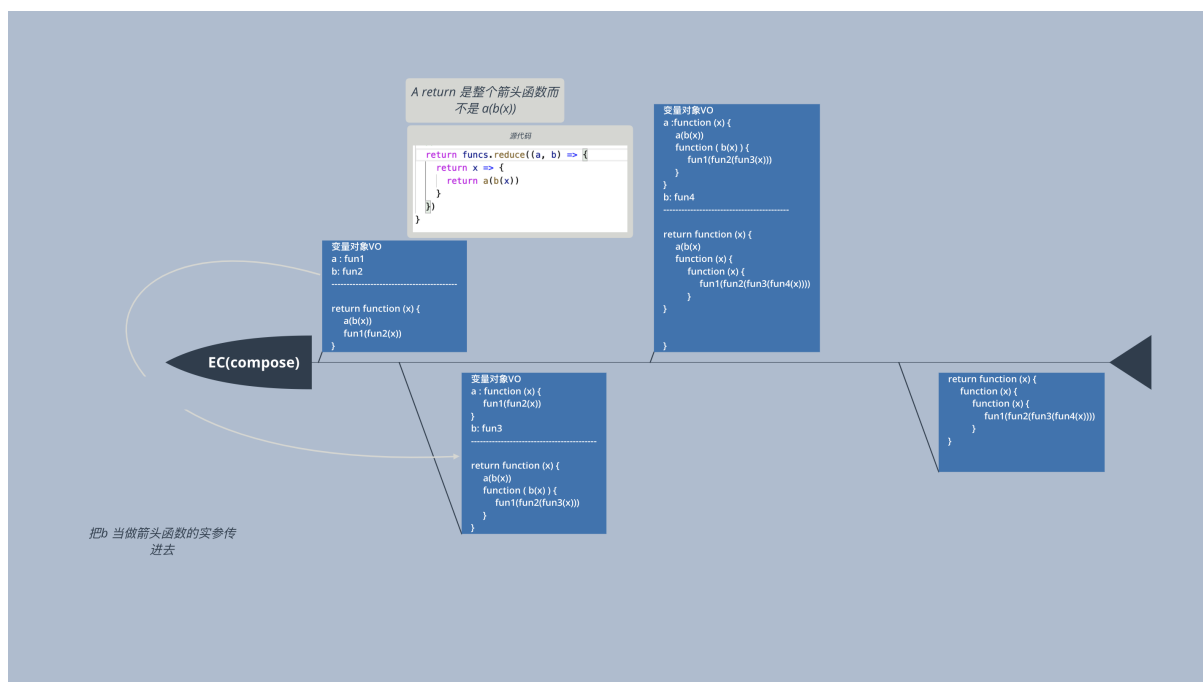 A return 是整个箭头函数而
不是 a(b(x))
源代码
return funcs.reduce((a, b) => {
return x => {
return a(b(x))
}
})
}
变量对象VO
a : fun1
b: fun2
------------------------------------------
return function (x) {
a(b(x))
fun1(fun2(x))
}
EC(compose)
变量对象VO
a : function (x) {
fun1(fun2(x))
}
b: fun3
------------------------------------------
return function (x) {
a(b(x))
function ( b(x) ) {
fun1(fun2(fun3(x)))
}
}
变量对象VO
a :function (x) {
a(b(x))
function ( b(x) ) {
fun1(fun2(fun3(x)))
}
}
b: fun4
------------------------------------------
return function (x) {
a(b(x)
function (x) {
function (x) {
fun1(fun2(fun3(fun4(x))))
}
}
}
return function (x) {
function (x) {
function (x) {
fun1(fun2(fun3(fun4(x))))
}
}
把b 当做箭头函数的实参传
进去